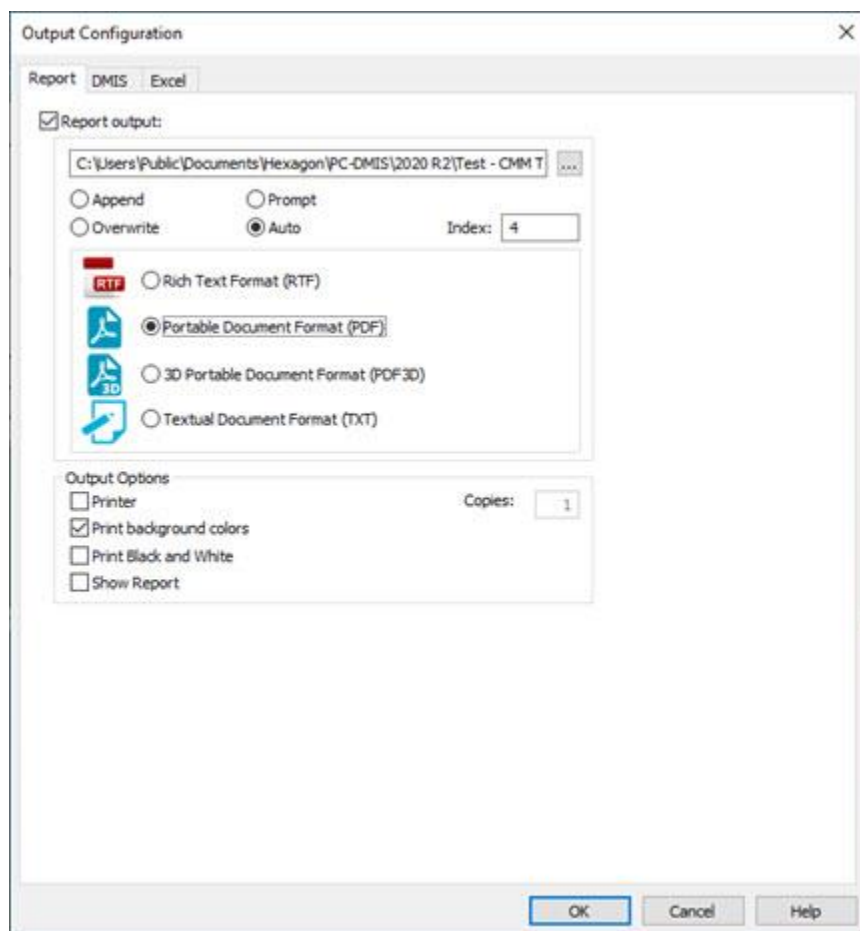 Output Configuration
Report DMIS Excel
Report output:
C:\Users\Public\Documents\Hexagon\PC-DMIS\2020 R2\Test - CMM T ...
Append Prompt
Overwrite Auto Index: 4
RTF Rich Text Format (RTF)
Portable Document Format (PDF)
3D 3D Portable Document Format (PDF3D)
Textual Document Format (TXT)
Output Options
Printer Copies: 1
Print background colors
Print Black and White
Show Report
OK Cancel Help